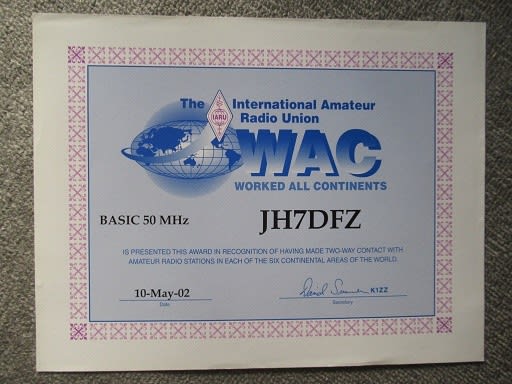 The International Amateur
IARU
Radio Union
WAC
WORKED ALL CONTINENTS
BASIC 50 MHz
JH7DFZ
IS PRESENTED THIS AWARD IN RECOGNITION OF HAVING MADE TWO-WAY CONTACT WITH
AMATEUR RADIO STATIONS IN EACH OF THE SIX CONTINENTAL AREAS OF THE WORLD.
10-May-02
Date
K1ZZ
Secretary